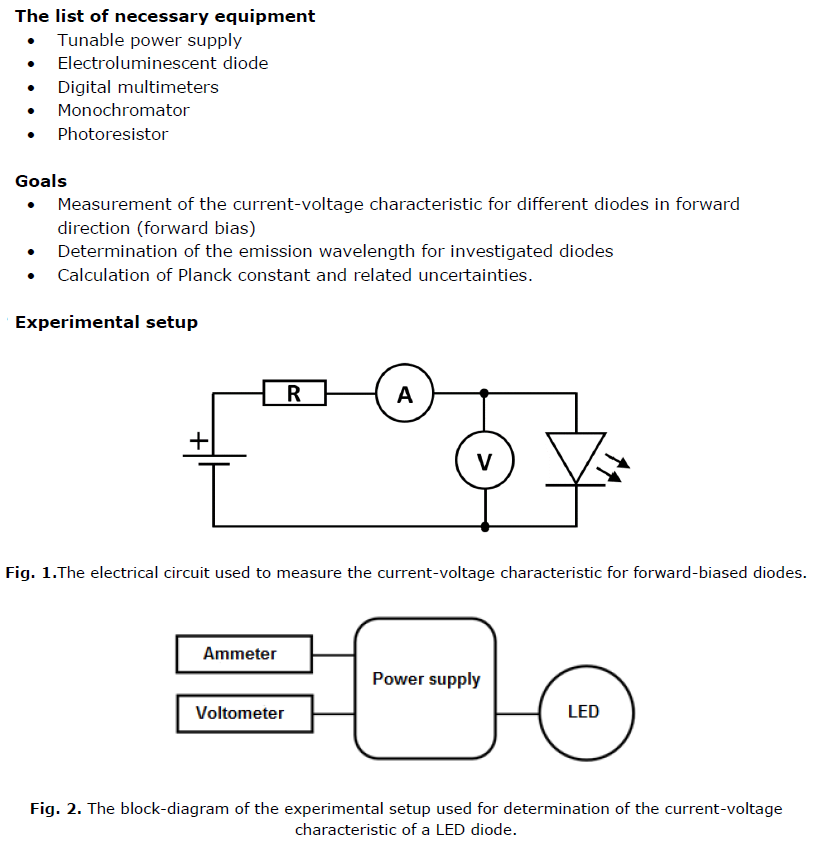 The list of necessary equipment
• Tunable power supply
• Electroluminescent diode
• Digital multimeters
• Monochromator
• Photoresistor
Goals
• Measurement of the current-voltage characteristic for different diodes in forward
direction (forward bias)
• Determination of the emission wavelength for investigated diodes
• Calculation of Planck constant and related uncertainties.
Experimental setup
R
A
+
V
Fig. 1.The electrical circuit used to measure the current-voltage characteristic for forward-biased diodes.
Ammeter
Power supply
Voltometer
LED
Fig. 2. The block-diagram of the experimental setup used for determination of the current-voltage
characteristic of a LED diode.